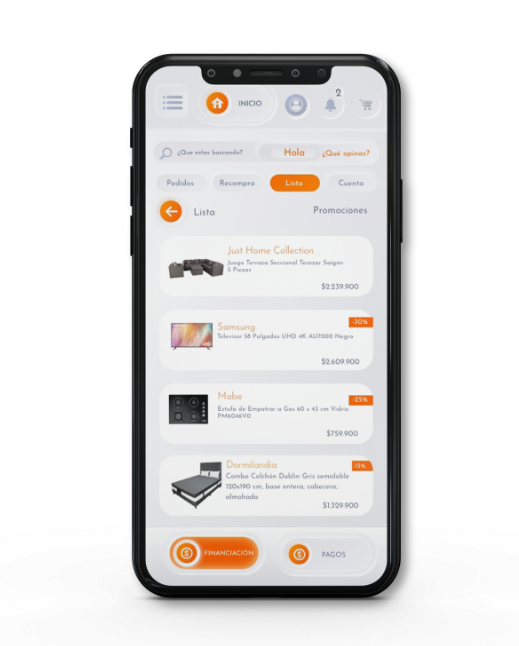 2
INICIO
¿Que estas buscando?
Hola
¿Qué opinas?
Pedidos
Recompra
Lista
Cuenta
Lista
Promociones
Just Home Collection
Juego Terraza Seccional Terazar Saigon
5 Piezas
$2.239.900
-30%
Samsung
Televisor 58 Pulgadas UHD 4K AU7000 Negro
$2.609.900
Mabe
-25%
Estufa de Empotrar a Gas 60 x 43 cm Vidrio
PM6046V0
$759.900
Dormilandia
-15%
Combo Colchón Dublin Gris semidoble
120x190 cm, base entera, cabecera,
almohada
$1.329.900
FINANCIACIÓN
PAGOS